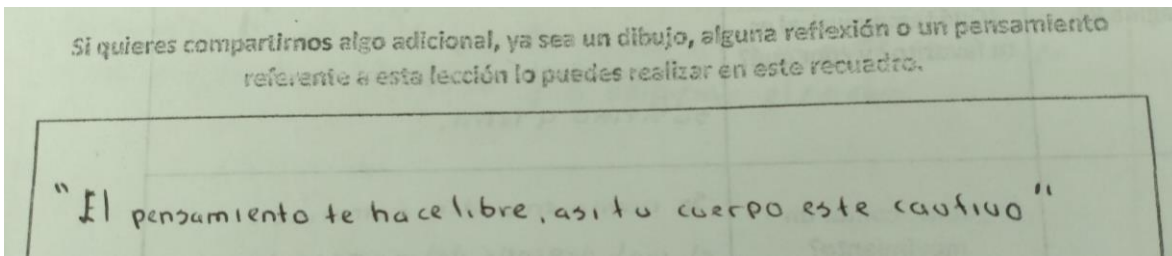 Si quieres compartirnos algo adicional, ya sea un dibujo, alguna reflexión o un pensamiento
referente a esta lección lo puedes realizar en este recuadro.
"El pensamiento te hace libre, asi tu cuerpo este cautivo"